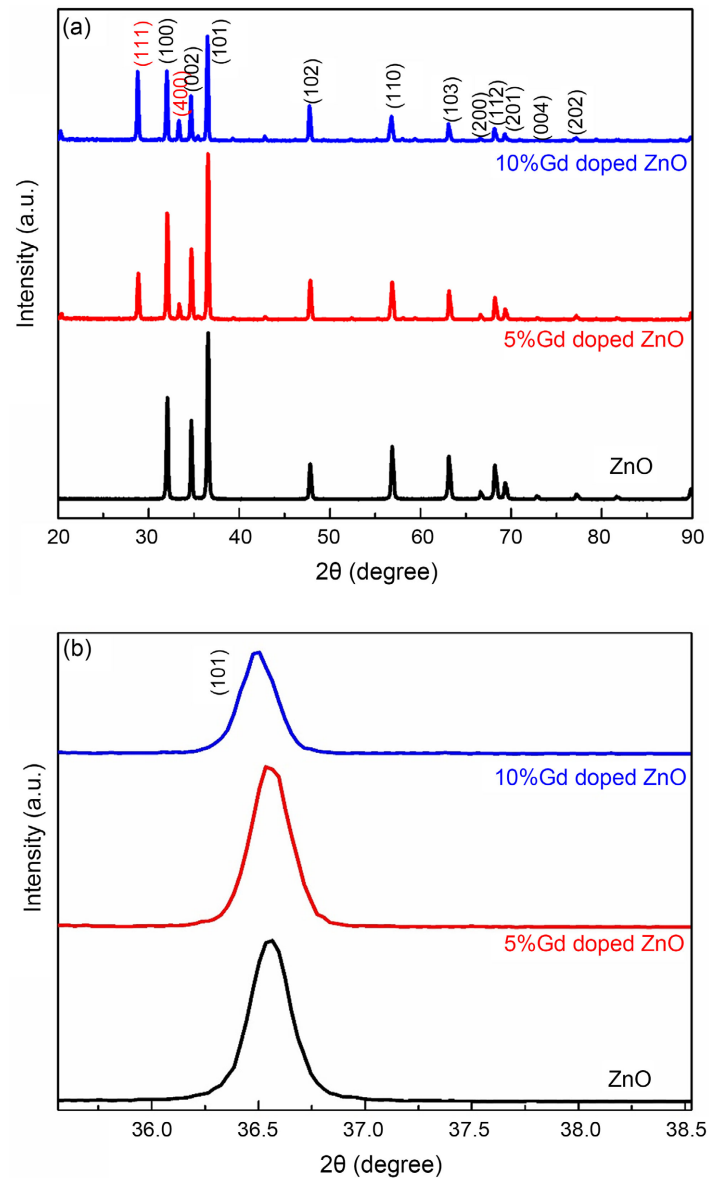 (a)
(111)
(100)
(400)
(002)
(101)
(102)
(110)
(103)
(200)
(112)
(201)
(004)
(202)
10%Gd doped ZnO
5%Gd doped ZnO
ZnO
Intensity (a.u.)
20 30 40 50 60 70 80 90
2θ (degree)
(b)
(101)
10%Gd doped ZnO
5%Gd doped ZnO
ZnO
Intensity (a.u.)
36.0 36.5 37.0 37.5 38.0 38.5
2θ (degree)